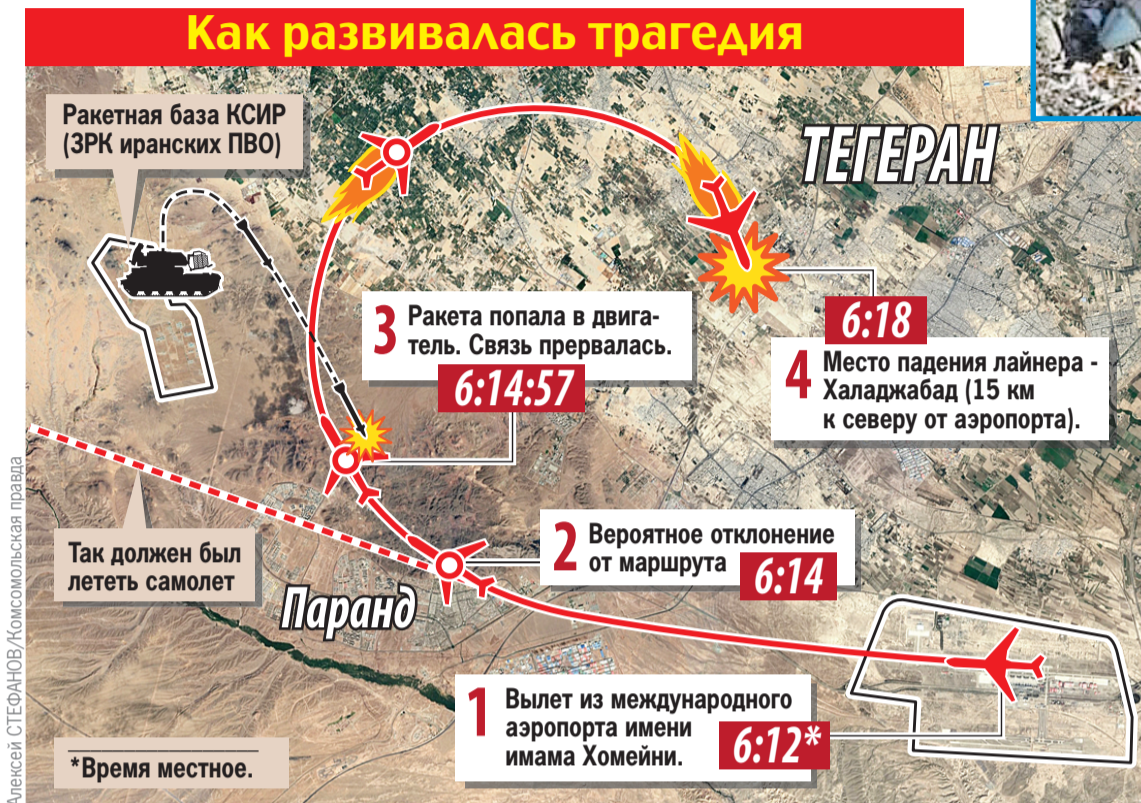 Как развивалась трагедия
Ракетная база КСИР
(ЗРК иранских ПВО)
ТЕГЕРАН
3 Ракета попала в двига-
тель. Связь прервалась.
6:14:57
6:18
4 Место падения лайнера -
Халаджабад (15 км
к северу от аэропорта).
Так должен был
лететь самолет
Паранд
2 Вероятное отклонение
от маршрута
6:14
1 Вылет из международного
аэропорта имени
имама Хомейни.
6:12*
*Время местное.
Алексей СТЕФАНОВ/Комсомольская правда